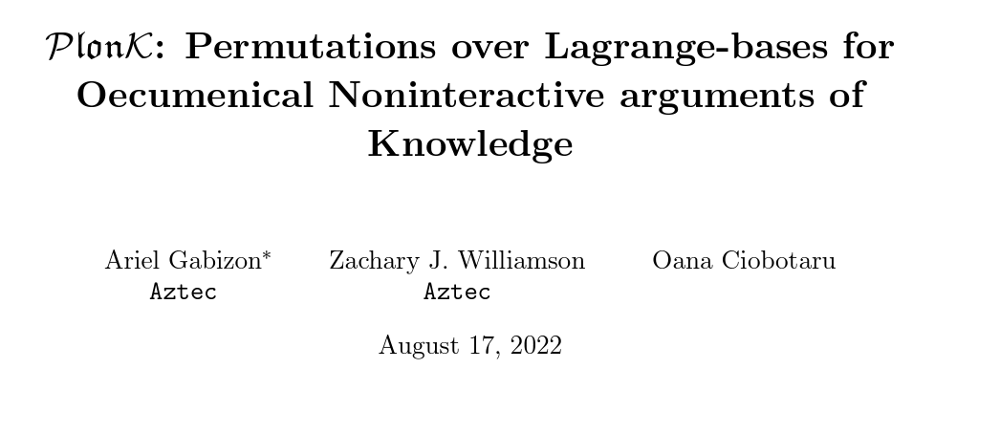 PlonK: Permutations over Lagrange-bases for
Oecumenical Noninteractive arguments of
Knowledge
Ariel Gabizon* Zachary J. Williamson Oana Ciobotaru
Aztec Aztec
August 17, 2022